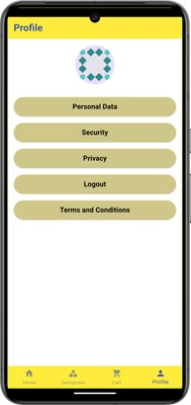 Profile
Personal Data
Security
Privacy
Logout
Terms and Conditions
Home
Categories
Cart
Profile